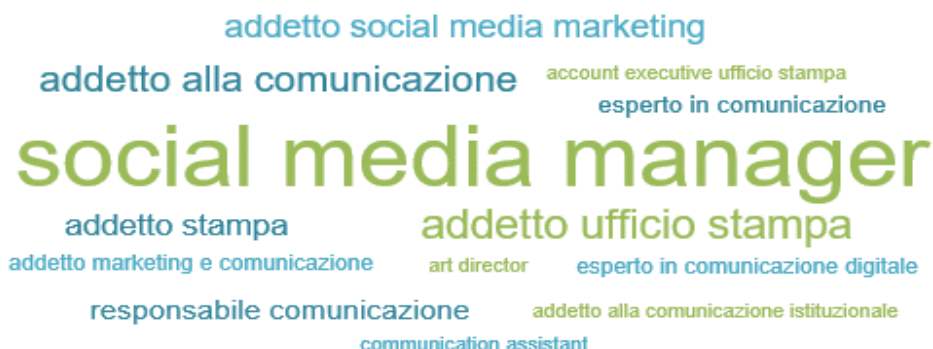 addetto social media marketing
addetto alla comunicazione
account executive ufficio stampa
esperto in comunicazione
social media manager
addetto stampa
addetto ufficio stampa
addetto marketing e comunicazione
art director
esperto in comunicazione digitale
responsabile comunicazione
addetto alla comunicazione istituzionale
communication assistant